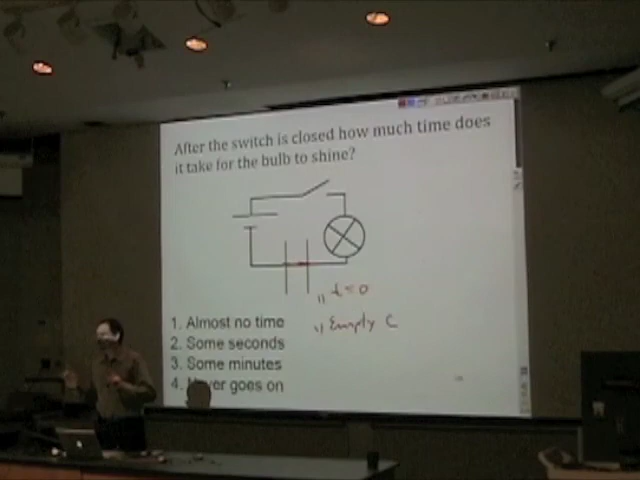 After the switch is closed how much time does
it take for the bulb to shine?
" t = 0
" Empty C
1. Almost no time
2. Some seconds
3. Some minutes
4. Never goes on